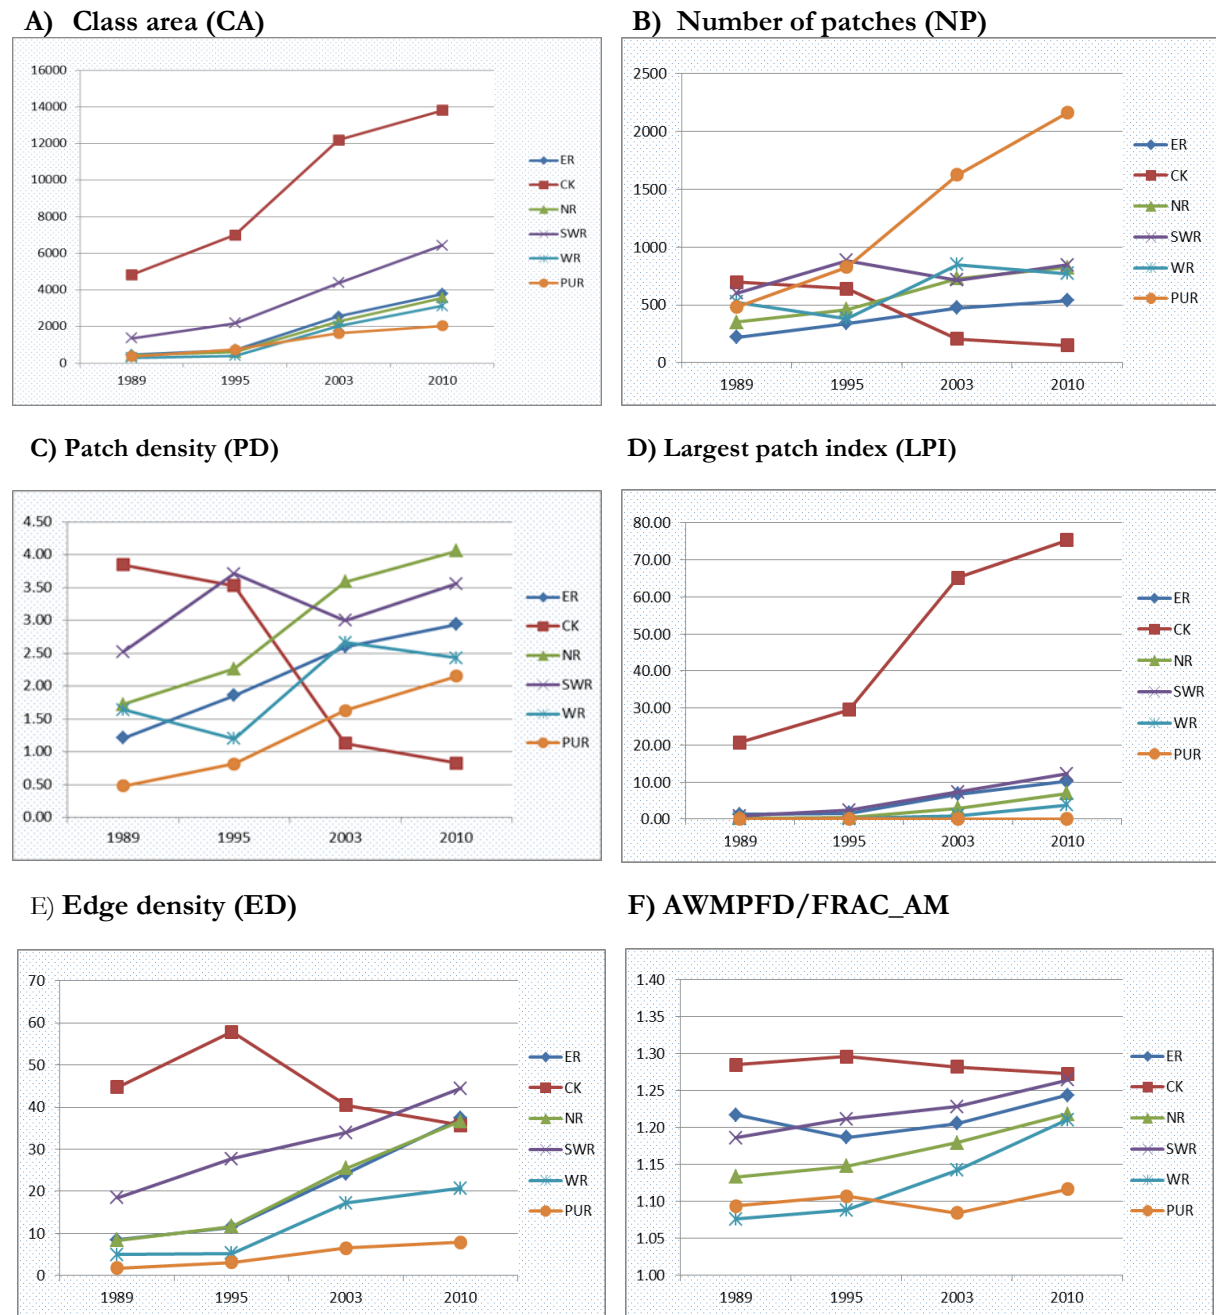 A) Class area (CA)
16000
14000
12000
10000
8000
6000
4000
2000
0
1989 1995 2003 2010
ER
CK
NR
SWR
WR
PUR
B) Number of patches (NP)
2500
2000
1500
1000
500
0
1989 1995 2003 2010
ER
CK
NR
SWR
WR
PUR
C) Patch density (PD)
4.50
4.00
3.50
3.00
2.50
2.00
1.50
1.00
0.50
0.00
1989 1995 2003 2010
ER
CK
NR
SWR
WR
PUR
D) Largest patch index (LPI)
80.00
70.00
60.00
50.00
40.00
30.00
20.00
10.00
0.00
1989 1995 2003 2010
ER
CK
NR
SWR
WR
PUR
E) Edge density (ED)
70
60
50
40
30
20
10
0
1989 1995 2003 2010
ER
CK
NR
SWR
WR
PUR
F) AWMPFD/FRAC_AM
1.40
1.35
1.30
1.25
1.20
1.15
1.10
1.05
1.00
1989 1995 2003 2010
ER
CK
NR
SWR
WR
PUR